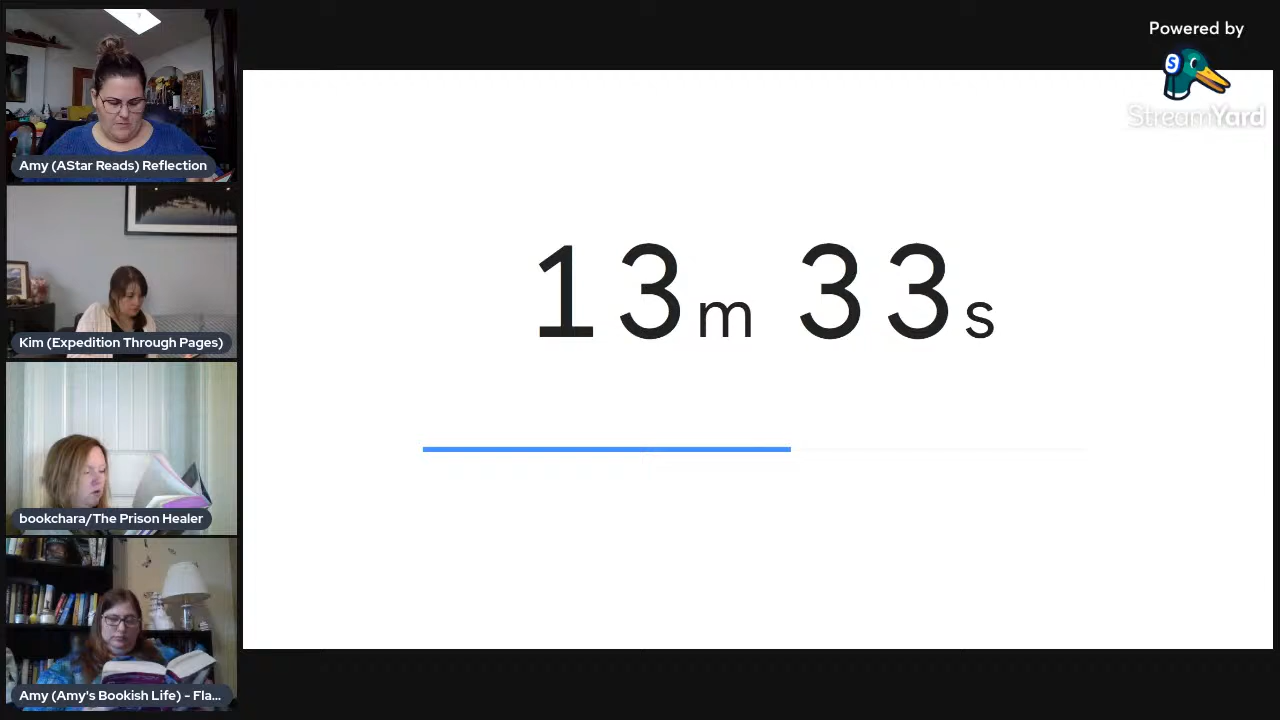 Powered by
StreamYard
Amy (AStar Reads) Reflection
Kim (Expedition Through Pages)
bookchara/The Prison Healer
Amy (Amy's Bookish Life) - Fla...
13m 33s